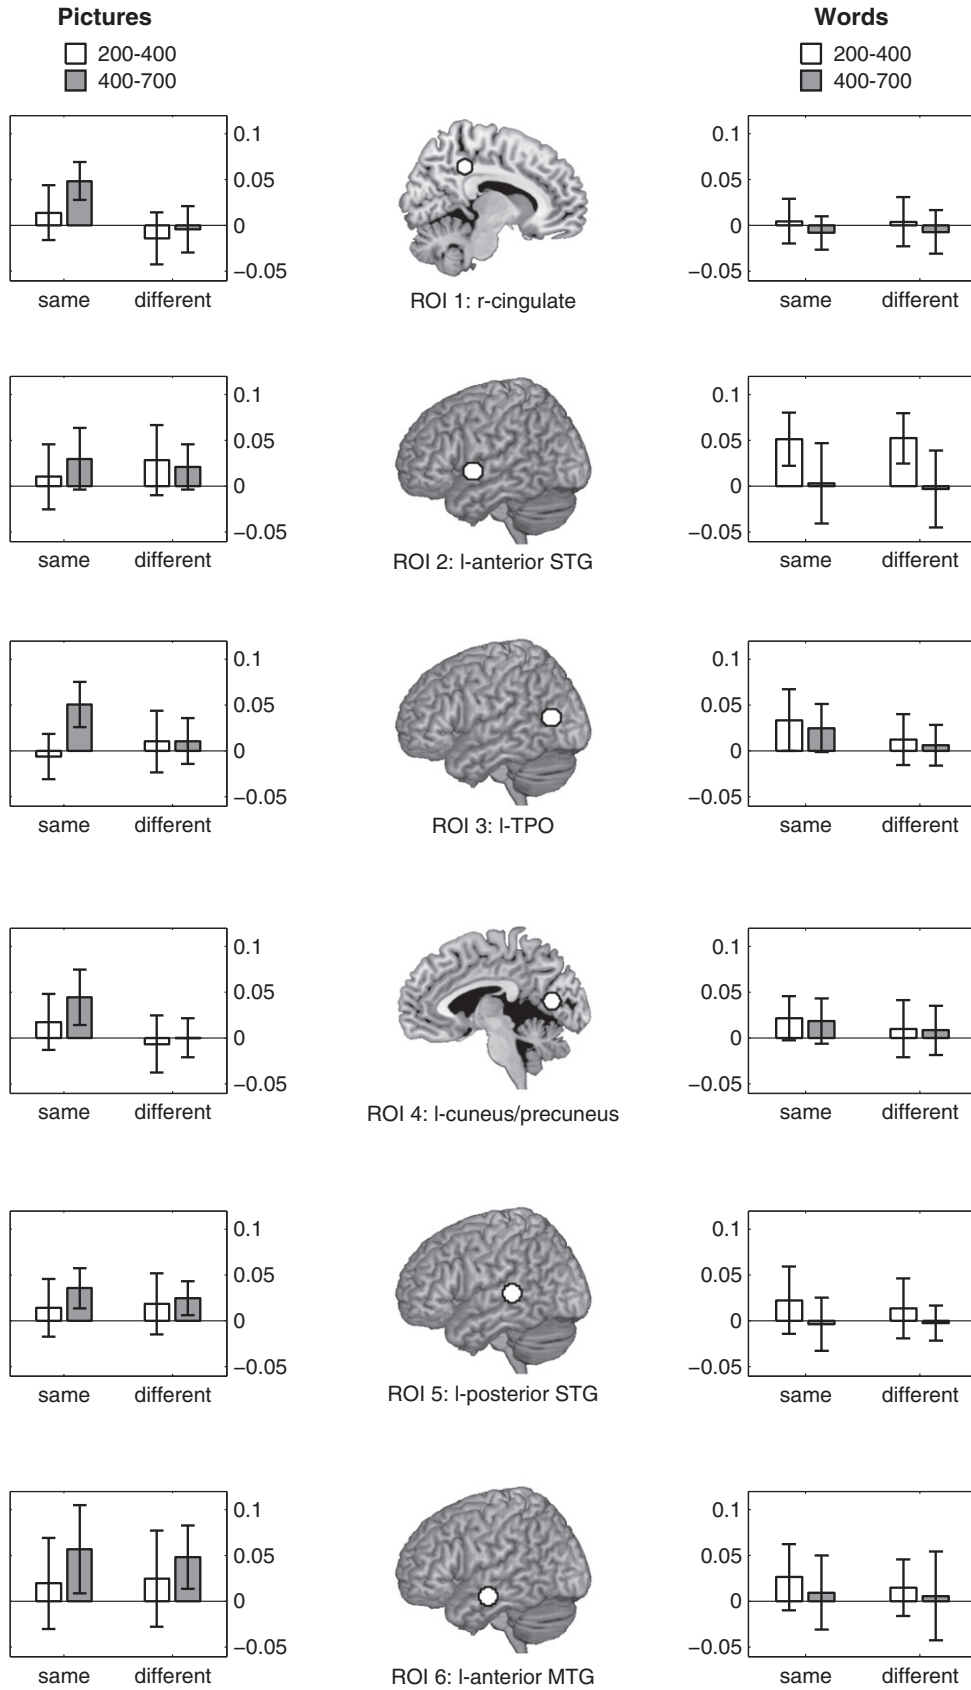 Pictures
200-400
400-700
Words
200-400
400-700
0.1
0.05
0
−0.05
same different
ROI 1: r-cingulate
0.1
0.05
0
−0.05
same different
0.1
0.05
0
−0.05
same different
ROI 2: l-anterior STG
0.1
0.05
0
−0.05
same different
0.1
0.05
0
−0.05
same different
ROI 3: l-TPO
0.1
0.05
0
−0.05
same different
0.1
0.05
0
−0.05
same different
ROI 4: l-cuneus/precuneus
0.1
0.05
0
−0.05
same different
0.1
0.05
0
−0.05
same different
ROI 5: l-posterior STG
0.1
0.05
0
−0.05
same different
0.1
0.05
0
−0.05
same different
ROI 6: l-anterior MTG
0.1
0.05
0
−0.05
same different